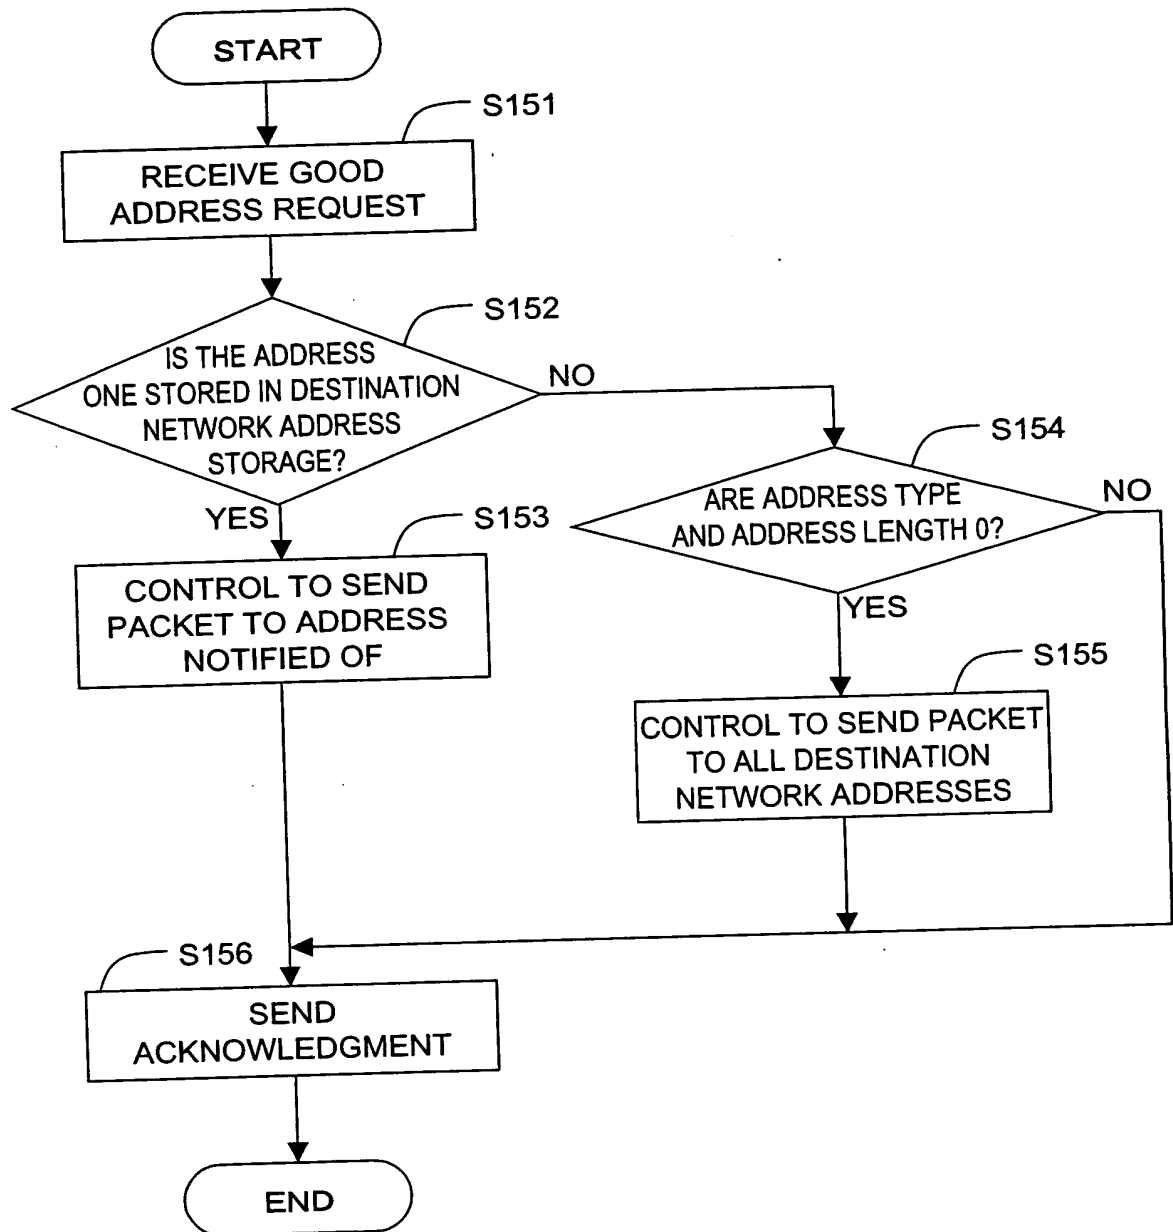 START
S151
RECEIVE GOOD
ADDRESS REQUEST
S152
IS THE ADDRESS
ONE STORED IN DESTINATION
NETWORK ADDRESS
STORAGE?
NO
YES
S153
CONTROL TO SEND
PACKET TO ADDRESS
NOTIFIED OF
S154
ARE ADDRESS TYPE
AND ADDRESS LENGTH 0?
NO
YES
S155
CONTROL TO SEND PACKET
TO ALL DESTINATION
NETWORK ADDRESSES
S156
SEND
ACKNOWLEDGMENT
END